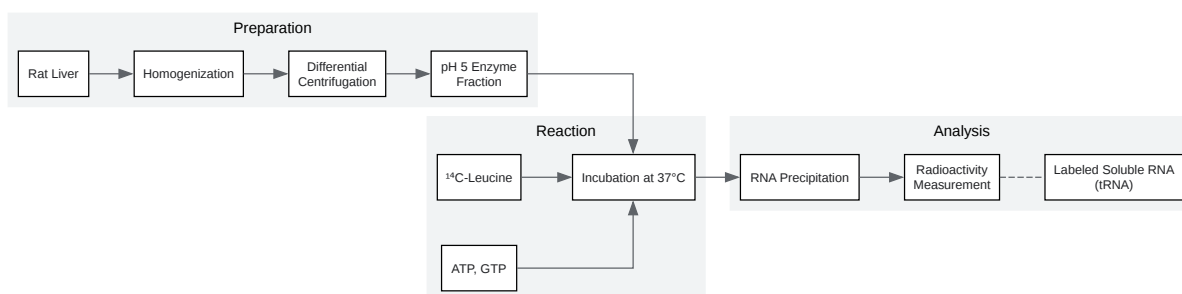 Preparation
Rat Liver
Homogenization
Differential
Centrifugation
pH 5 Enzyme
Fraction
Reaction
¹⁴C-Leucine
Incubation at 37°C
ATP, GTP
Analysis
RNA Precipitation
Radioactivity
Measurement
Labeled Soluble RNA
(tRNA)